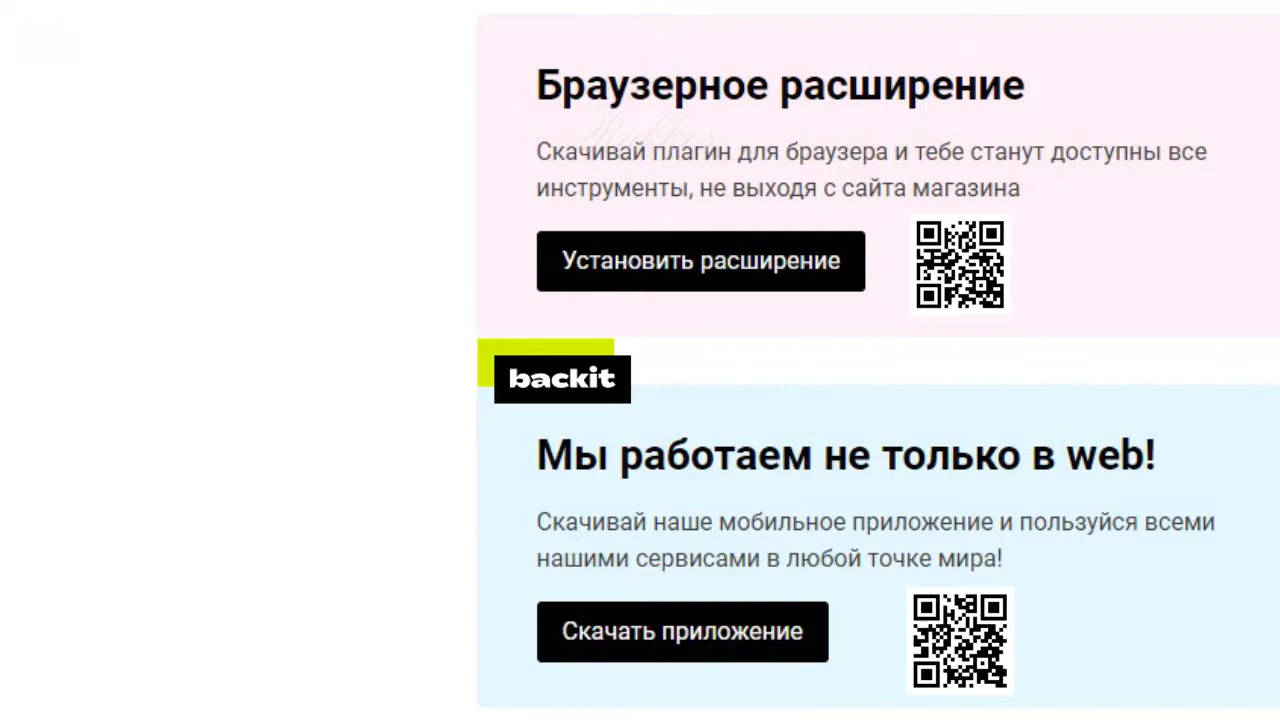 Браузерное расширение
Скачивай плагин для браузера и тебе станут доступны все
инструменты, не выходя с сайта магазина
Установить расширение
backit
Мы работаем не только в web!
Скачивай наше мобильное приложение и пользуйся всеми
нашими сервисами в любой точке мира!
Скачать приложение